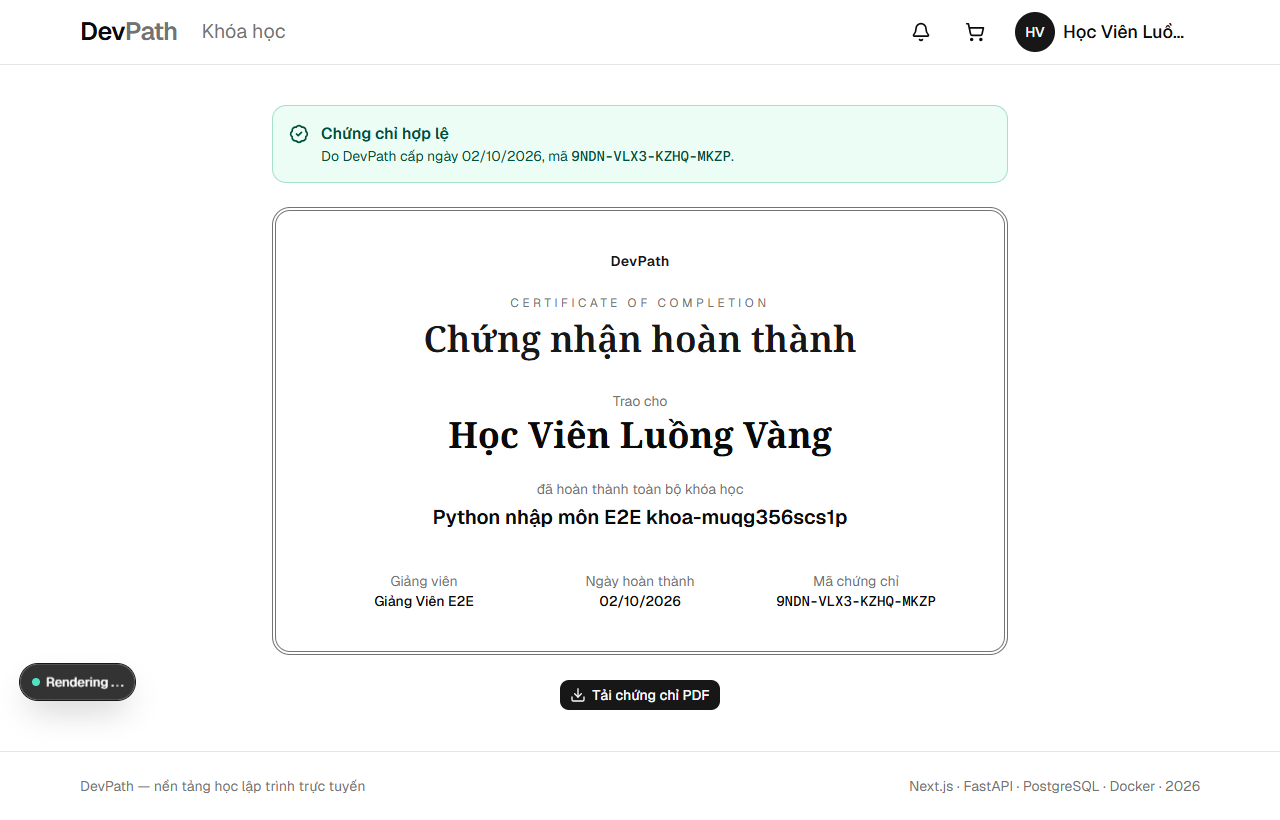 DevPath Khóa học HV Học Viên Luồ...
Chứng chỉ hợp lệ
Do DevPath cấp ngày 02/10/2026, mã 9NDN-VLX3-KZHQ-MKZP.
DevPath
CERTIFICATE OF COMPLETION
Chứng nhận hoàn thành
Trao cho
Học Viên Luồng Vàng
đã hoàn thành toàn bộ khóa học
Python nhập môn E2E khoa-muqg356scs1p
Giảng viên Ngày hoàn thành Mã chứng chỉ
Giảng Viên E2E 02/10/2026 9NDN-VLX3-KZHQ-MKZP
Rendering ...
Tải chứng chỉ PDF
DevPath — nền tảng học lập trình trực tuyến Next.js · FastAPI · PostgreSQL · Docker · 2026